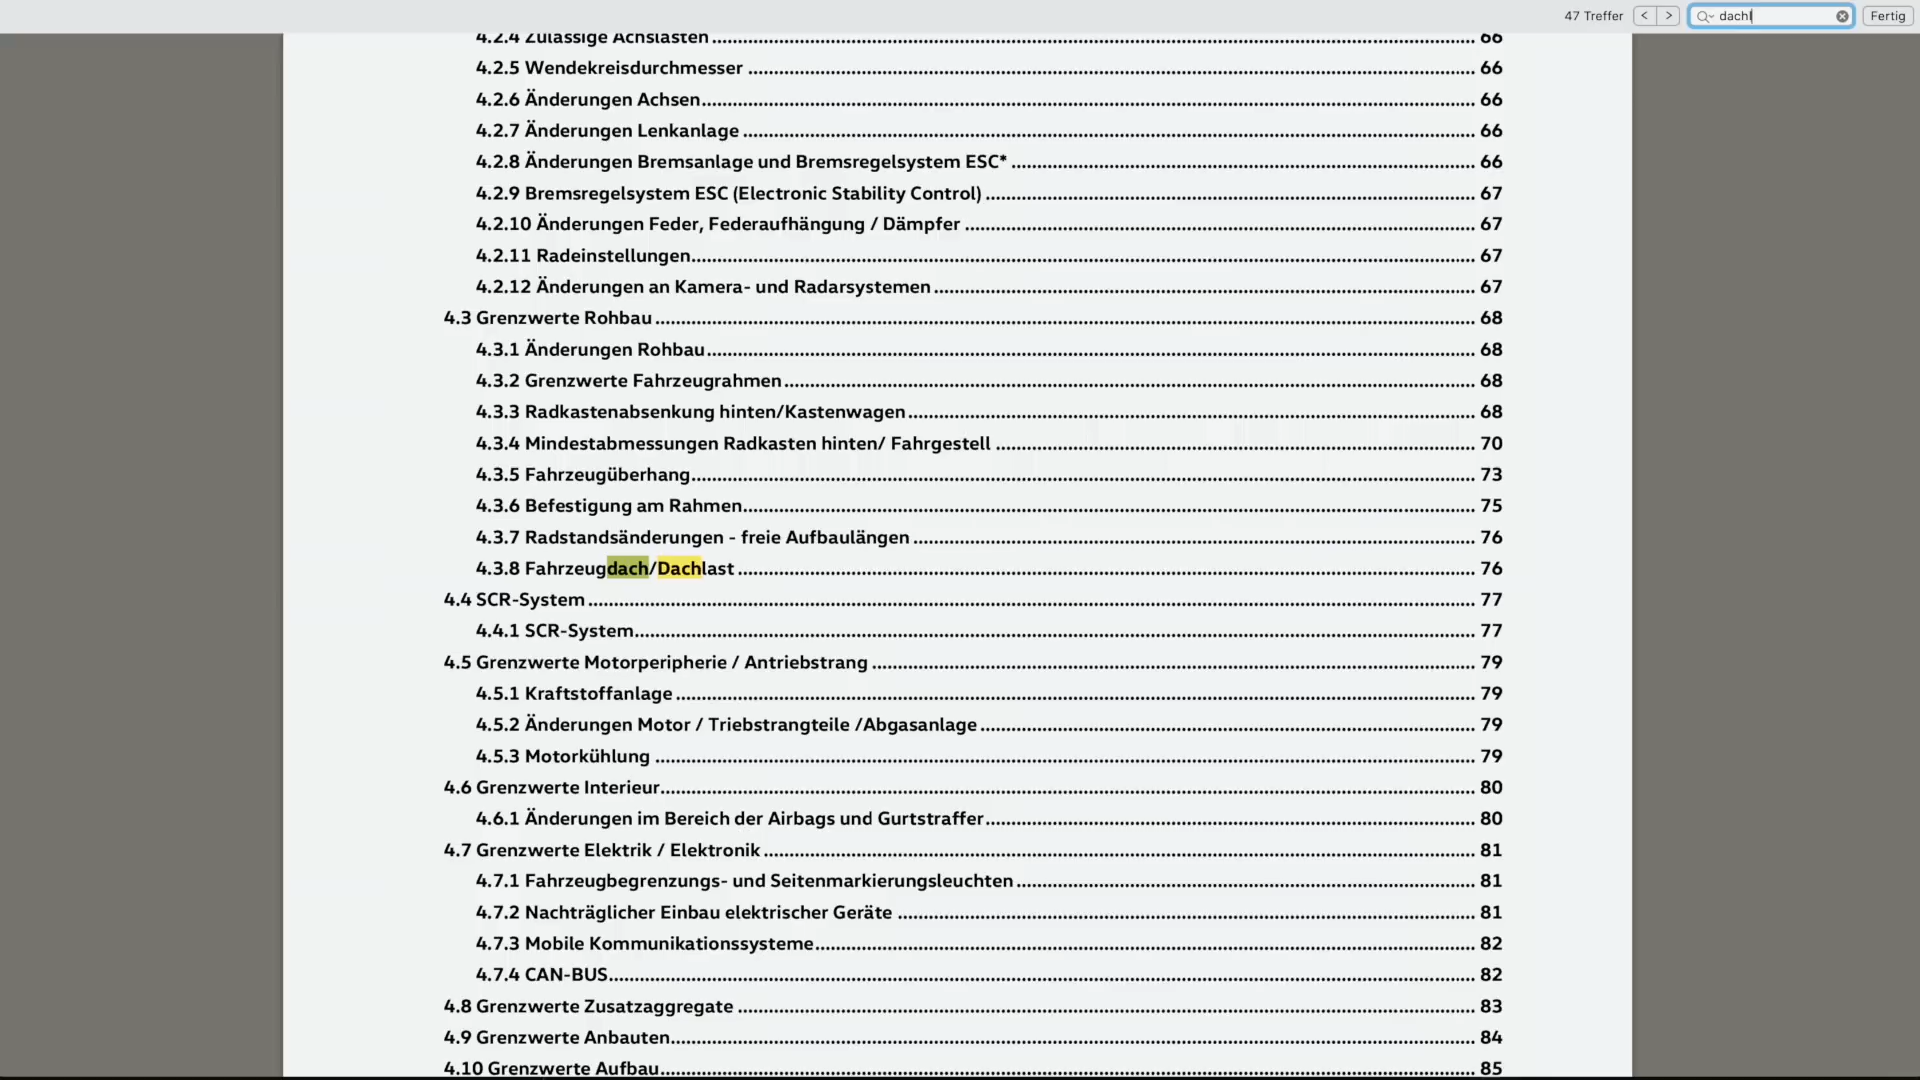 47 Treffer < > dachl Fertig
4.2.4 Zulässige Achslasten ........ 66
4.2.5 Wendekreisdurchmesser ........ 66
4.2.6 Änderungen Achsen ........ 66
4.2.7 Änderungen Lenkanlage ........ 66
4.2.8 Änderungen Bremsanlage und Bremsregelsystem ESC* ........ 66
4.2.9 Bremsregelsystem ESC (Electronic Stability Control) ........ 67
4.2.10 Änderungen Feder, Federaufhängung / Dämpfer ........ 67
4.2.11 Radeinstellungen ........ 67
4.2.12 Änderungen an Kamera- und Radarsystemen ........ 67
4.3 Grenzwerte Rohbau ........ 68
4.3.1 Änderungen Rohbau ........ 68
4.3.2 Grenzwerte Fahrzeugrahmen ........ 68
4.3.3 Radkastenabsenkung hinten/Kastenwagen ........ 68
4.3.4 Mindestabmessungen Radkasten hinten/ Fahrgestell ........ 70
4.3.5 Fahrzeugüberhang ........ 73
4.3.6 Befestigung am Rahmen ........ 75
4.3.7 Radstandsänderungen - freie Aufbaulängen ........ 76
4.3.8 Fahrzeugdach/Dachlast ........ 76
4.4 SCR-System ........ 77
4.4.1 SCR-System ........ 77
4.5 Grenzwerte Motorperipherie / Antriebstrang ........ 79
4.5.1 Kraftstoffanlage ........ 79
4.5.2 Änderungen Motor / Triebstrangteile /Abgasanlage ........ 79
4.5.3 Motorkühlung ........ 79
4.6 Grenzwerte Interieur ........ 80
4.6.1 Änderungen im Bereich der Airbags und Gurtstraffer ........ 80
4.7 Grenzwerte Elektrik / Elektronik ........ 81
4.7.1 Fahrzeugbegrenzungs- und Seitenmarkierungsleuchten ........ 81
4.7.2 Nachträglicher Einbau elektrischer Geräte ........ 81
4.7.3 Mobile Kommunikationssysteme ........ 82
4.7.4 CAN-BUS ........ 82
4.8 Grenzwerte Zusatzaggregate ........ 83
4.9 Grenzwerte Anbauten ........ 84
4.10 Grenzwerte Aufbau ........ 85